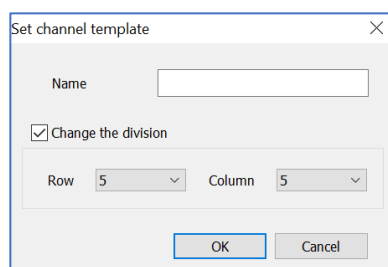 Set channel template
Name
Change the division
Row 5 Column 5
OK Cancel